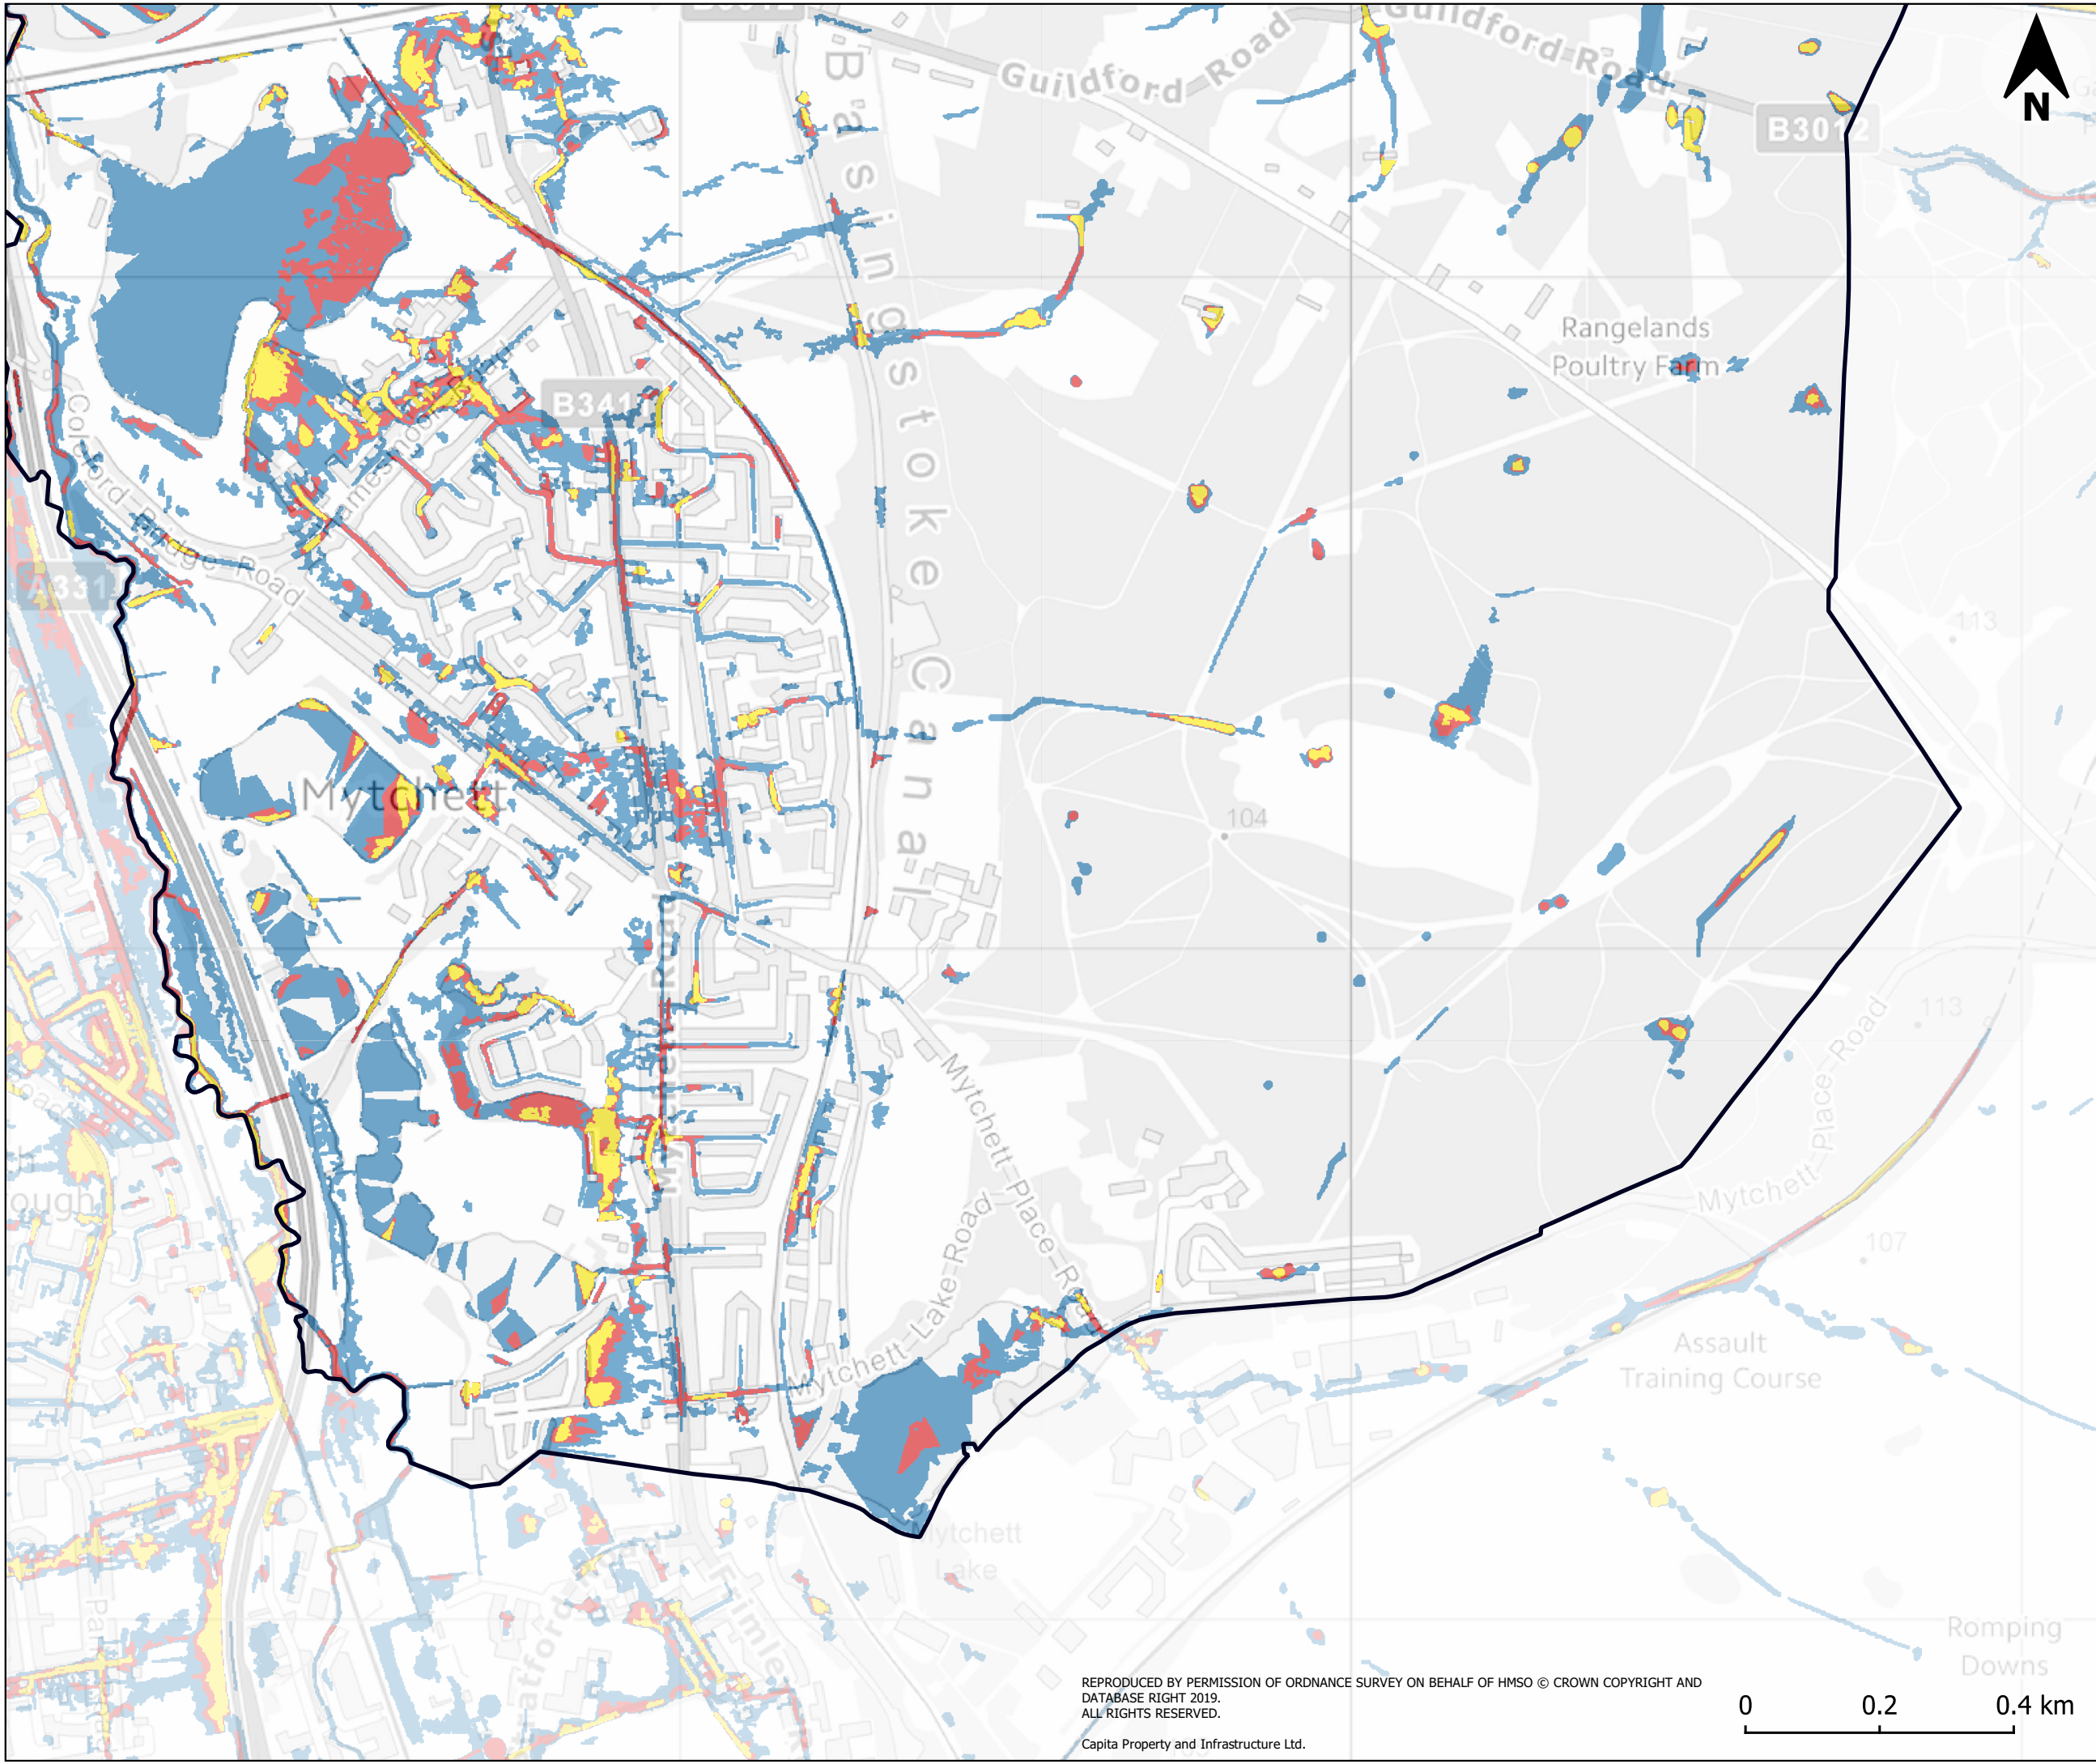 Guildford Road
Guildford Road
N
B3012
Basingstoke Canal
Rangelands
Poultry Farm
B3411
Coleford Bridge Road
A331
113
Mytchett
104
Mytchett Road
113
Mytchett Place Road
Mytchett Place Road
ough
Mytchett Lake Road
107
Assault
Training Course
Mytchett
Lake
Romping
Downs
REPRODUCED BY PERMISSION OF ORDNANCE SURVEY ON BEHALF OF HMSO © CROWN COPYRIGHT AND
DATABASE RIGHT 2019.
ALL RIGHTS RESERVED.
Capita Property and Infrastructure Ltd.
0 0.2 0.4 km